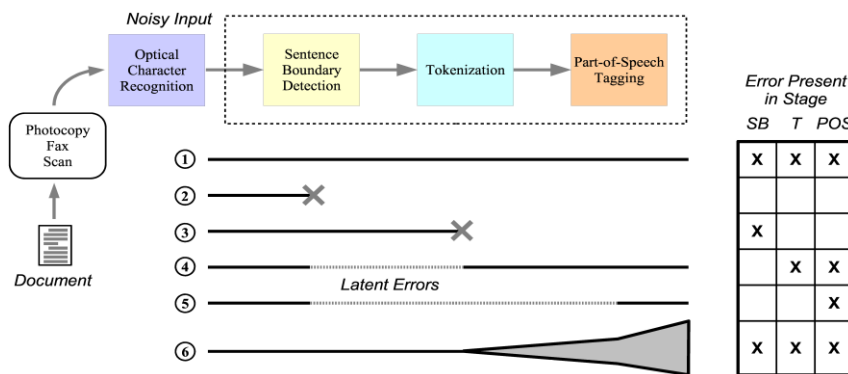 Noisy Input
Optical
Character
Recognition
Sentence
Boundary
Detection
Tokenization
Part-of-Speech
Tagging
Photocopy
Fax
Scan
Document
Error Present
in Stage
SB T POS
1 X X X
2
3 X
4 X X
Latent Errors
5 X
6 X X X